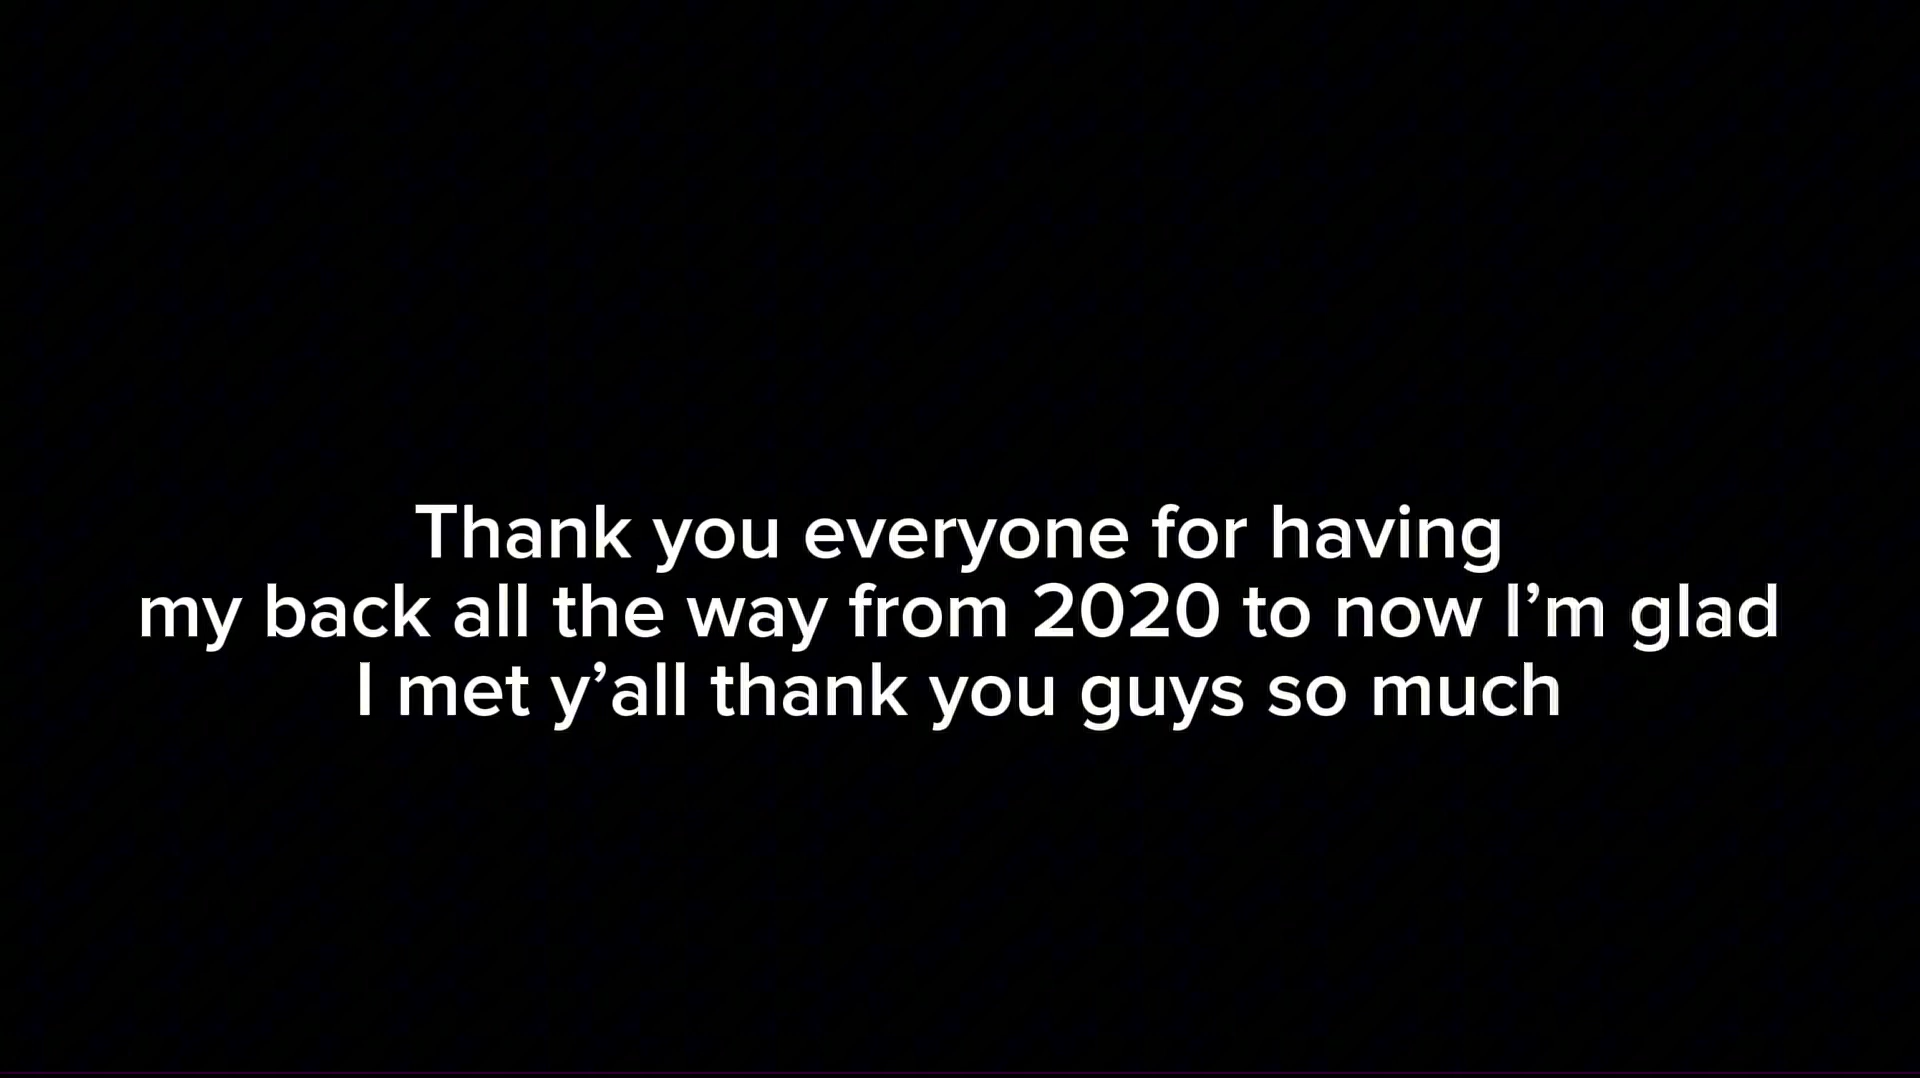 Thank you everyone for having
my back all the way from 2020 to now I’m glad
I met y’all thank you guys so much